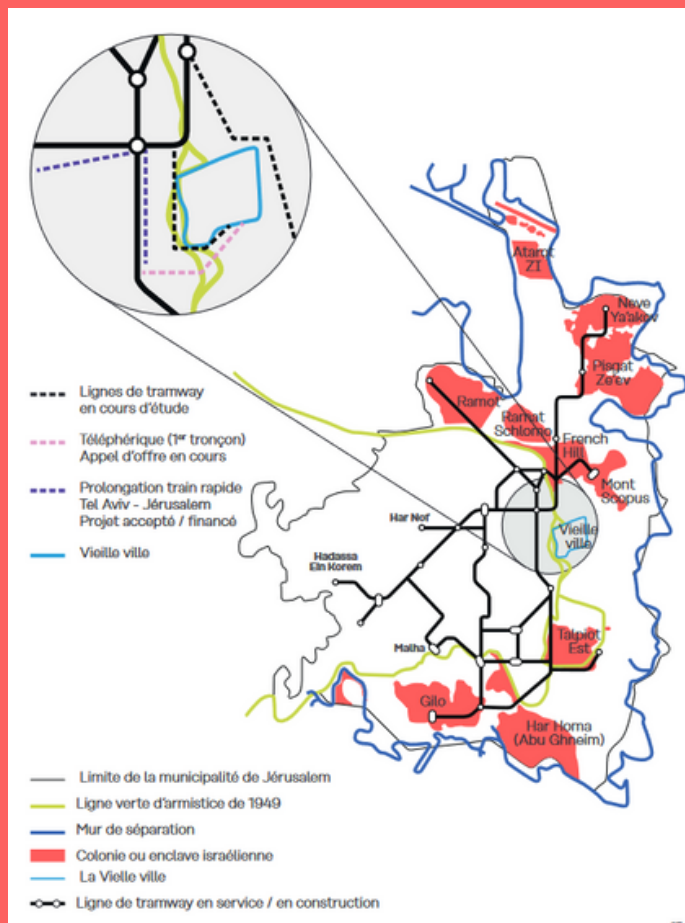 Lignes de tramway
en cours d'étude
Téléphérique (1er tronçon)
Appel d'offre en cours
Prolongation train rapide
Tel Aviv - Jérusalem
Projet accepté / financé
Vieille ville
Atarot
ZI
Neve
Ya'akov
Pisgat
Ze'ev
Ramot
Ramat
Schlomo
French
Hill
Mont
Scopus
Har Nof
Vieille
ville
Hadassa
Ein Korem
Malha
Talpiot
Est
Gilo
Har Homa
(Abu Ghneim)
Limite de la municipalité de Jérusalem
Ligne verte d'armistice de 1949
Mur de séparation
Colonie ou enclave israélienne
La Vielle ville
Ligne de tramway en service / en construction